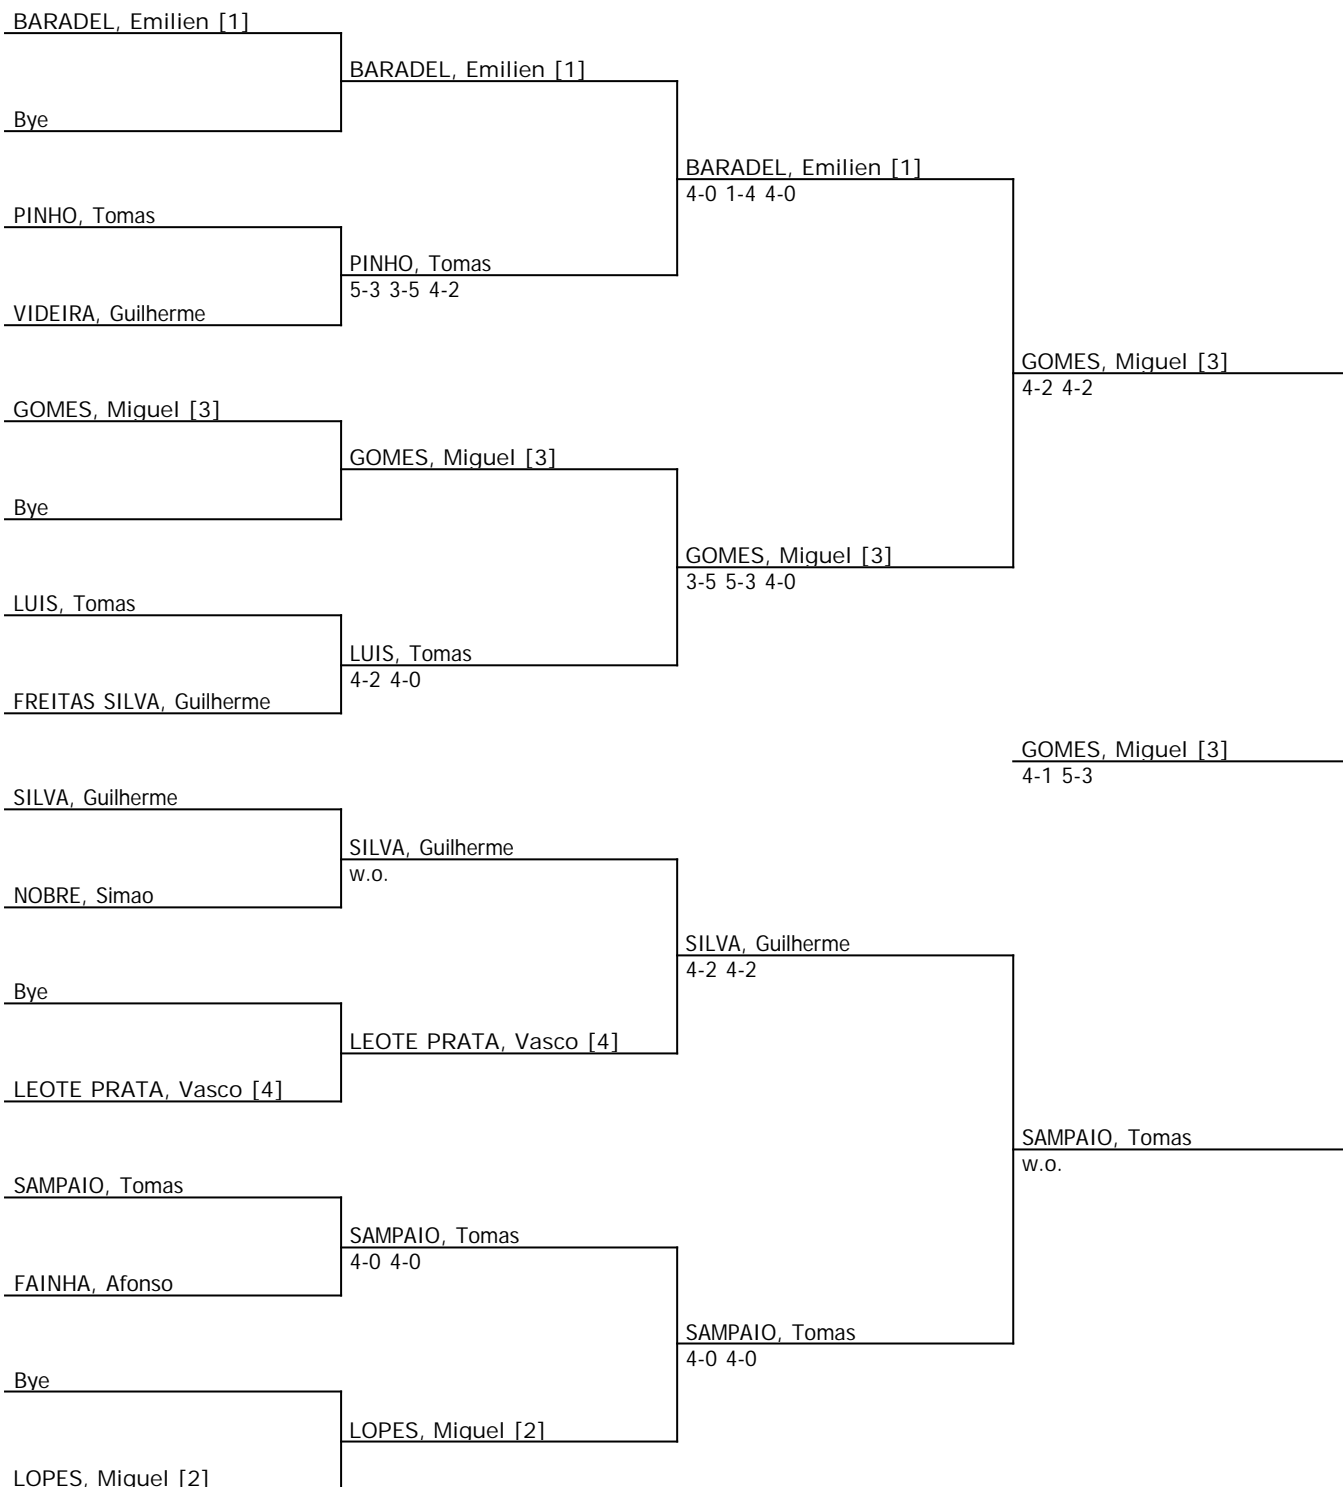 BARADEL, Emilien [1]
BARADEL, Emilien [1]
Bye
BARADEL, Emilien [1]
4-0 1-4 4-0
PINHO, Tomas
PINHO, Tomas
5-3 3-5 4-2
VIDEIRA, Guilherme
GOMES, Miguel [3]
4-2 4-2
GOMES, Miguel [3]
GOMES, Miguel [3]
Bye
GOMES, Miguel [3]
3-5 5-3 4-0
LUIS, Tomas
LUIS, Tomas
4-2 4-0
FREITAS SILVA, Guilherme
GOMES, Miguel [3]
4-1 5-3
SILVA, Guilherme
SILVA, Guilherme
w.o.
NOBRE, Simao
SILVA, Guilherme
4-2 4-2
Bye
LEOTE PRATA, Vasco [4]
LEOTE PRATA, Vasco [4]
SAMPAIO, Tomas
w.o.
SAMPAIO, Tomas
SAMPAIO, Tomas
4-0 4-0
FAINHA, Afonso
SAMPAIO, Tomas
4-0 4-0
Bye
LOPES, Miguel [2]
LOPES, Miguel [2]